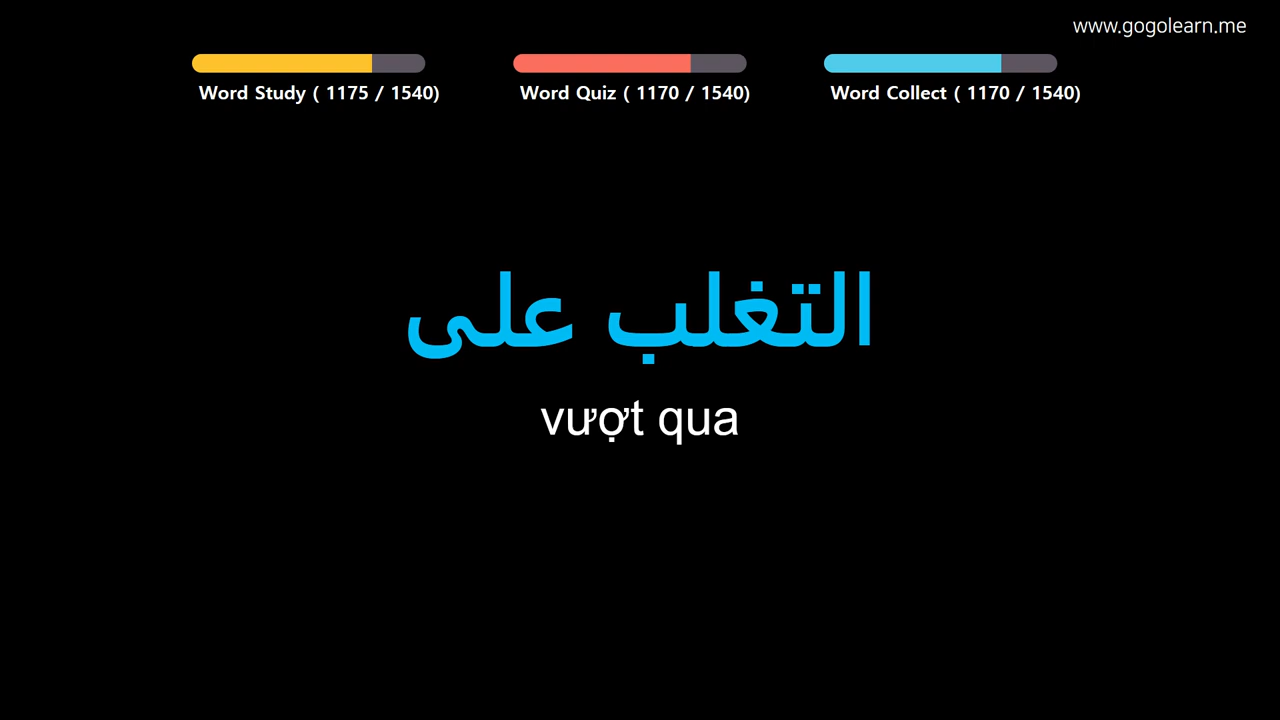 www.gogolearn.me
Word Study ( 1175 / 1540)
Word Quiz ( 1170 / 1540)
Word Collect ( 1170 / 1540)
التغلب على
vượt qua